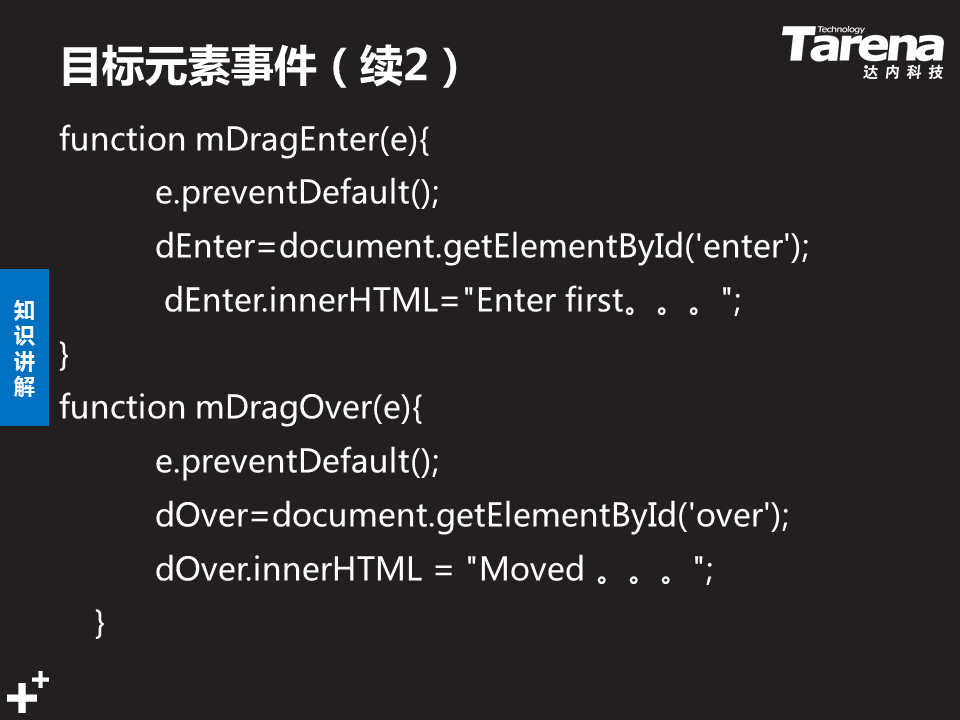 目标元素事件（续2）
Technology
Tarena
达内科技
function mDragEnter(e){
e.preventDefault();
dEnter=document.getElementById('enter');
dEnter.innerHTML="Enter first。。。";
}
function mDragOver(e){
e.preventDefault();
dOver=document.getElementById('over');
dOver.innerHTML = "Moved 。。。";
}
知
识
讲
解